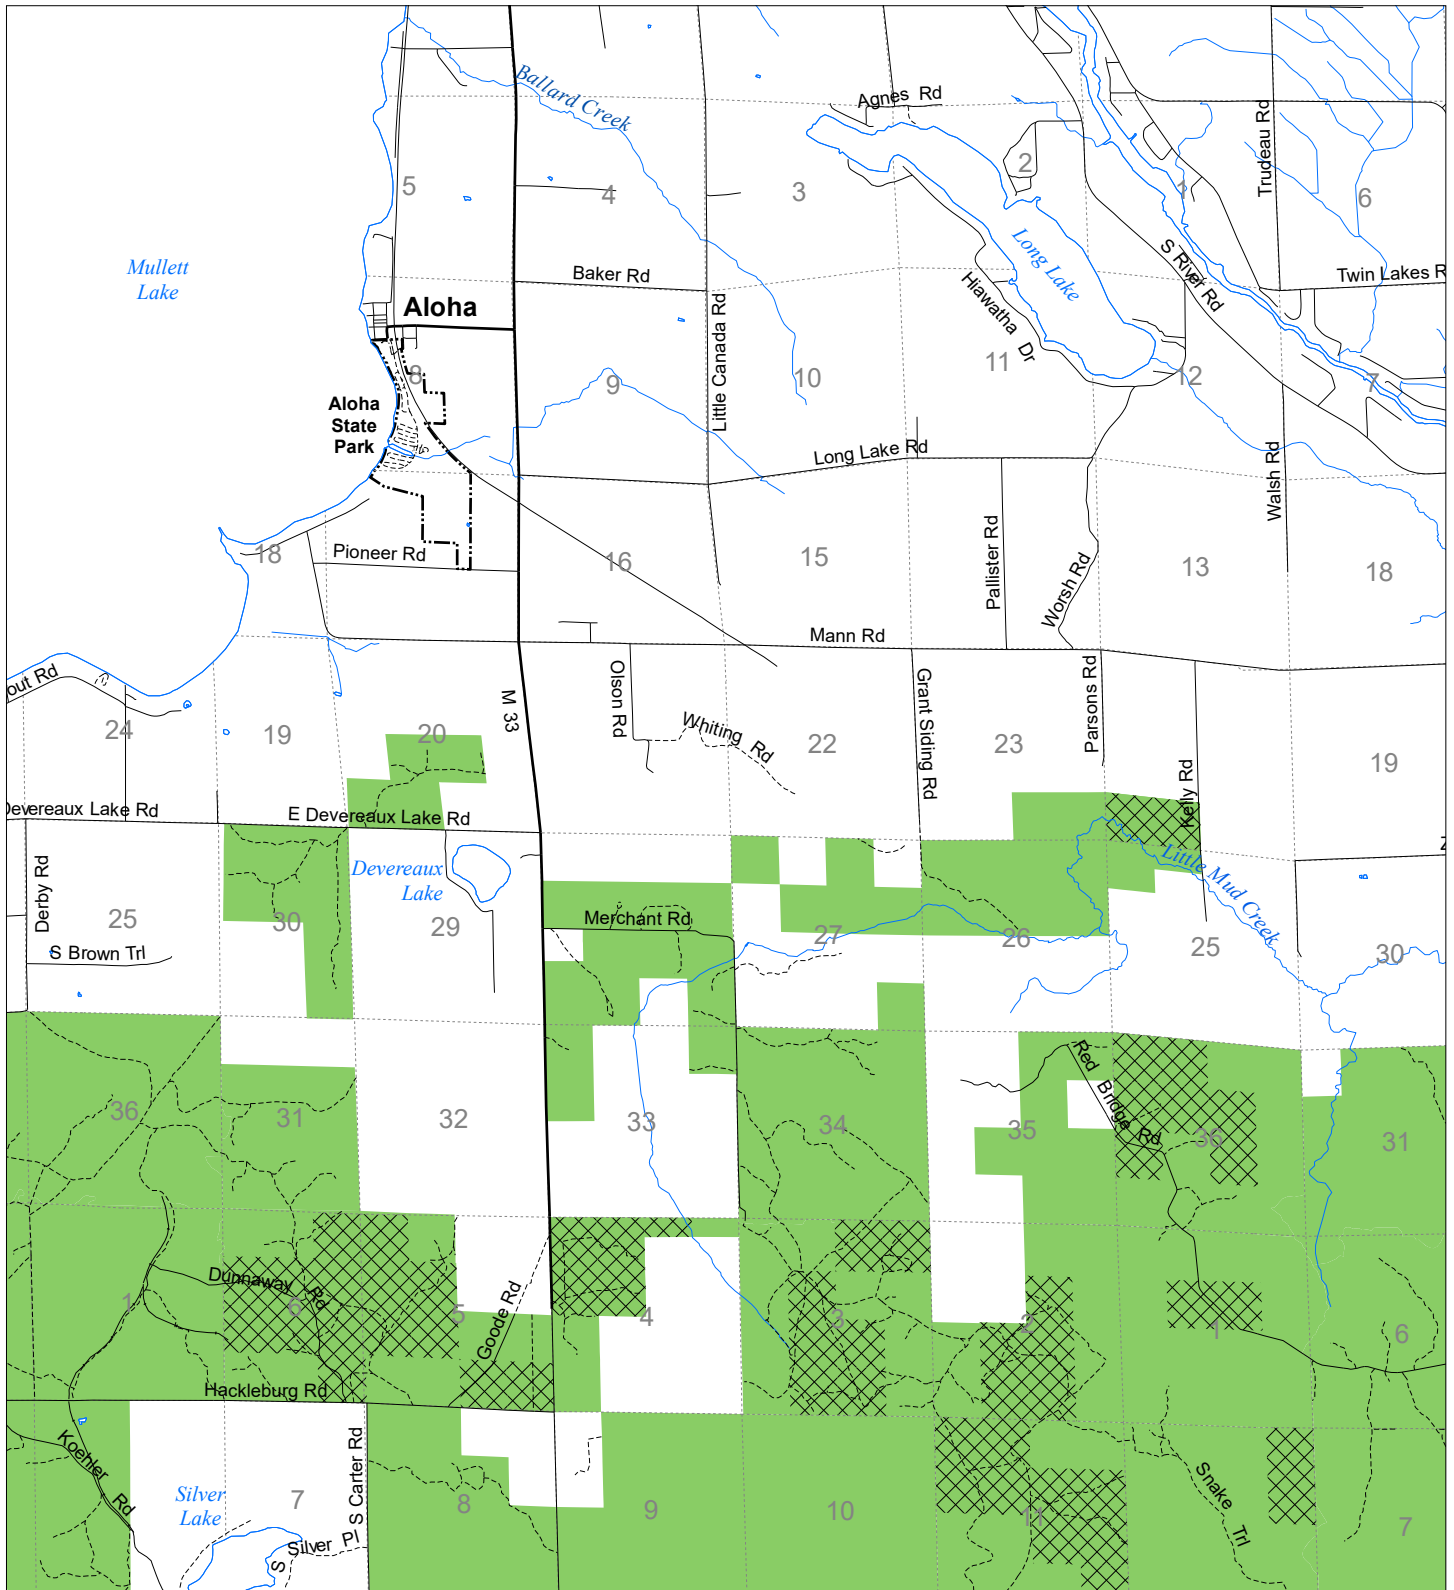 Ballard Creek
Agnes Rd
Trudeau Rd
5
4
3
2
1
6
Mullett
Lake
Baker Rd
Long Lake
S River Rd
Twin Lakes R
Aloha
Little Canada Rd
Hiawatha Dr
8
9
10
11
12
7
Aloha
State
Park
Long Lake Rd
Walsh Rd
18
Pioneer Rd
16
15
Pallister Rd
Worsh Rd
13
18
Mann Rd
out Rd
24
19
20
M 33
Olson Rd
Whiting Rd
22
Grant Siding Rd
23
Parsons Rd
Kelly Rd
19
Devereaux Lake Rd
E Devereaux Lake Rd
Derby Rd
Devereaux
Lake
Little Mud Creek
25
30
29
Merchant Rd
27
26
25
30
S Brown Trl
36
31
32
33
34
35
Red Bridge Rd
36
31
Dunnaway Rd
1
6
5
Goode Rd
4
3
2
1
6
Hackleburg Rd
Koehler Rd
Silver
Lake
7
S Carter Rd
8
9
10
11
Snake Trl
7
S Silver Pl